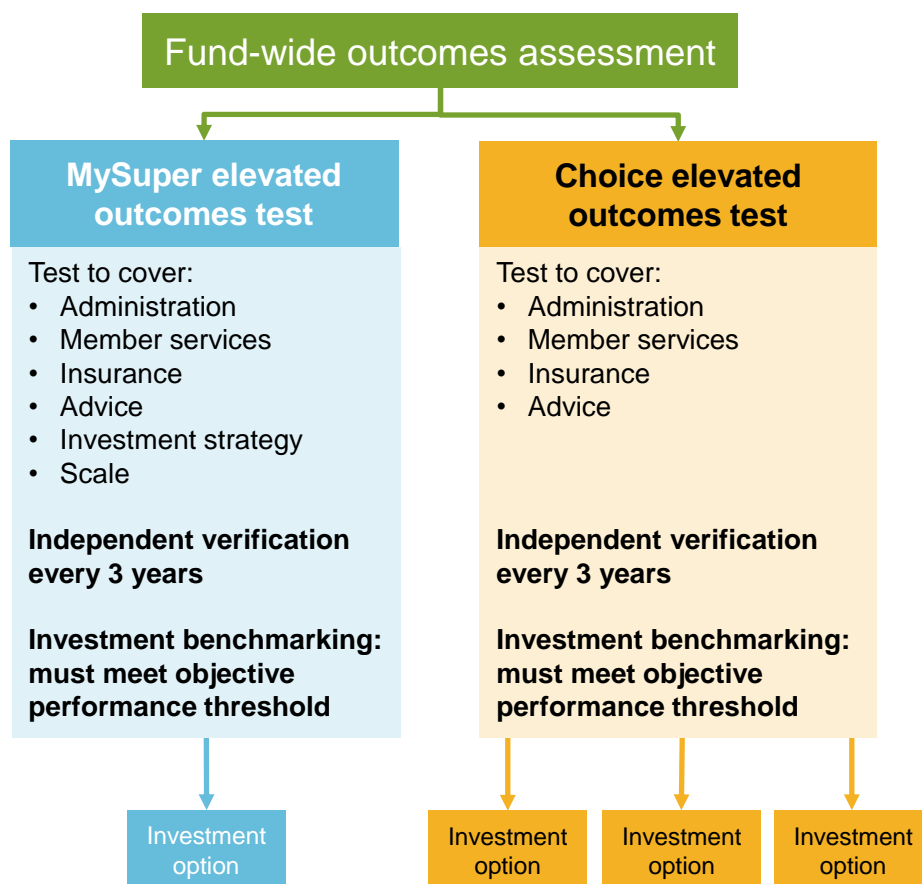 Fund-wide outcomes assessment
MySuper elevated
outcomes test
Test to cover:
• Administration
• Member services
• Insurance
• Advice
• Investment strategy
• Scale
Independent verification
every 3 years
Investment benchmarking:
must meet objective
performance threshold
Investment
option
Choice elevated
outcomes test
Test to cover:
• Administration
• Member services
• Insurance
• Advice
Independent verification
every 3 years
Investment benchmarking:
must meet objective
performance threshold
Investment
option
Investment
option
Investment
option